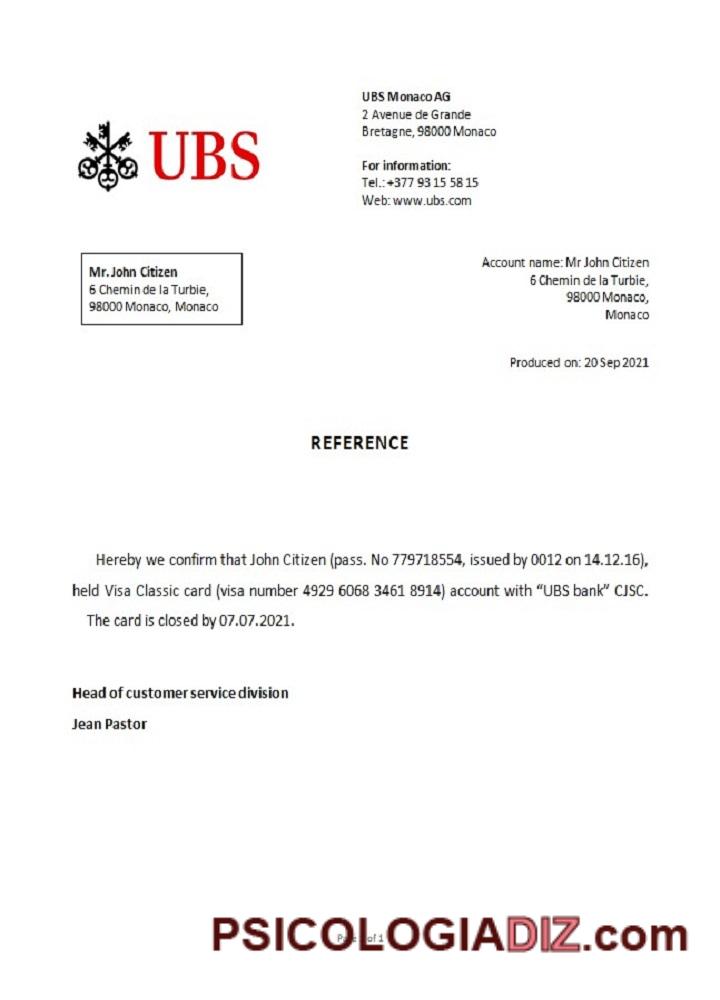 UBS Monaco AG
2 Avenue de Grande
Bretagne, 98000 Monaco
UBS
For information:
Tel.: +377 93 15 58 15
Web: www.ubs.com
Mr. John Citizen
6 Chemin de la Turbie,
98000 Monaco, Monaco
Account name: Mr John Citizen
6 Chemin de la Turbie,
98000 Monaco,
Monaco
Produced on: 20 Sep 2021
REFERENCE
Hereby we confirm that John Citizen (pass. No 779718554, issued by 0012 on 14.12.16),
held Visa Classic card (visa number 4929 6068 3461 8914) account with “UBS bank” CJSC.
The card is closed by 07.07.2021.
Head of customer service division
Jean Pastor
PSICOLOGIADIZ.com
of 1